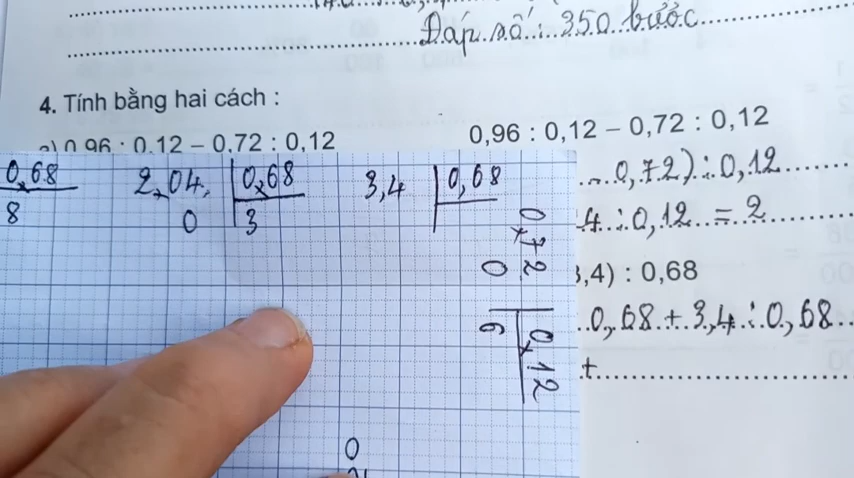 Đáp số : 350 bước
4. Tính bằng hai cách :
a) 0,96 : 0,12 – 0,72 : 0,12
0,96 : 0,12 – 0,72 : 0,12
0,72) : 0,12
4 : 0,12 = 2
3,4) : 0,68
0,68 + 3,4 : 0,68
+
0,68
8
2,04 0,68
0 3
3,4 0,68
0,72 0,12
0 6
0